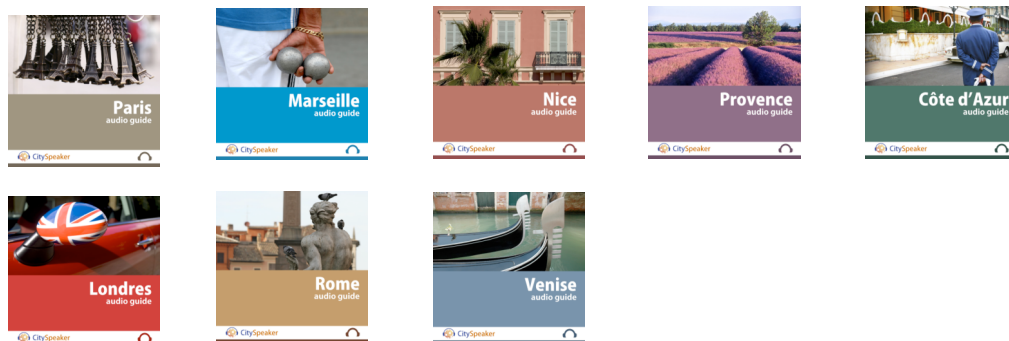 Paris
audio guide
CitySpeaker
Marseille
audio guide
CitySpeaker
Nice
audio guide
CitySpeaker
Provence
audio guide
CitySpeaker
Côte d'Azur
audio guide
CitySpeaker
Londres
audio guide
CitySpeaker
Rome
audio guide
CitySpeaker
Venise
audio guide
CitySpeaker